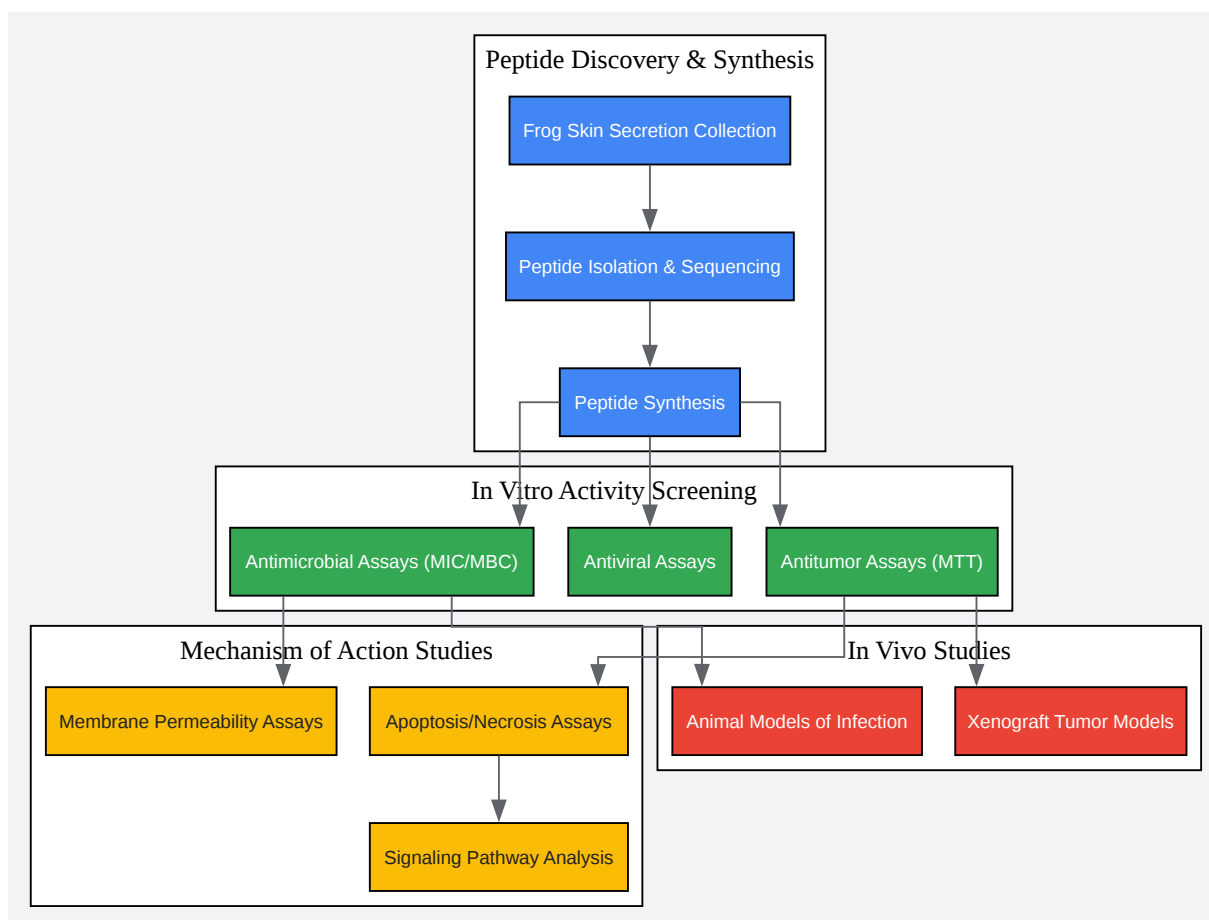 Peptide Discovery & Synthesis
Frog Skin Secretion Collection
Peptide Isolation & Sequencing
Peptide Synthesis
In Vitro Activity Screening
Antimicrobial Assays (MIC/MBC)
Antiviral Assays
Antitumor Assays (MTT)
Mechanism of Action Studies
Membrane Permeability Assays
Apoptosis/Necrosis Assays
Signaling Pathway Analysis
In Vivo Studies
Animal Models of Infection
Xenograft Tumor Models